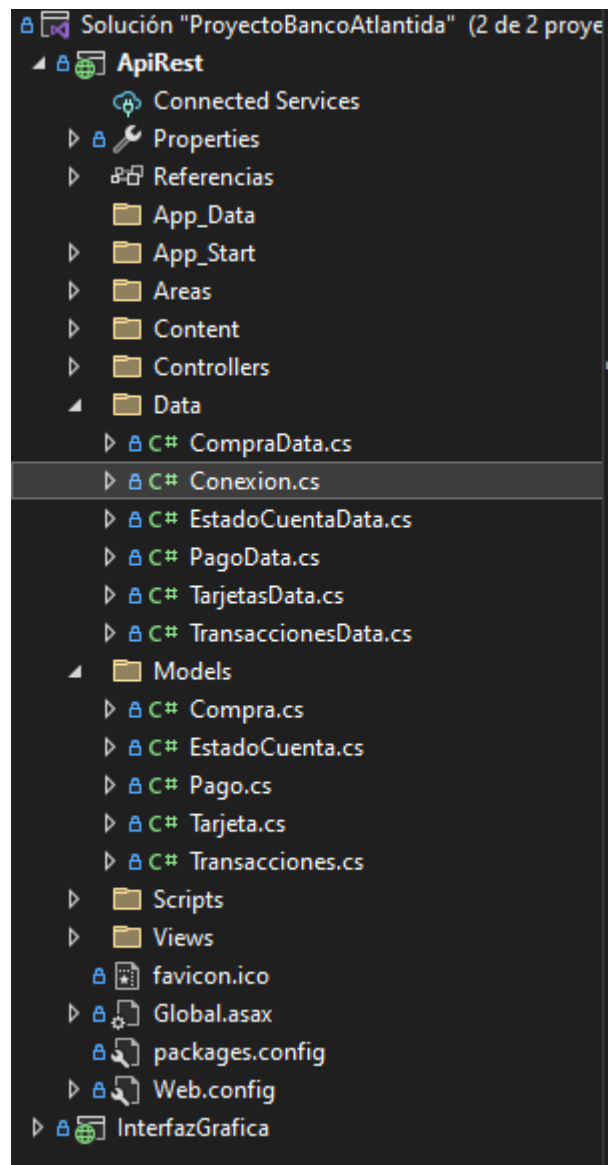 Solución "ProyectoBancoAtlantida" (2 de 2 proye
ApiRest
Connected Services
Properties
Referencias
App_Data
App_Start
Areas
Content
Controllers
Data
C# CompraData.cs
C# Conexion.cs
C# EstadoCuentaData.cs
C# PagoData.cs
C# TarjetasData.cs
C# TransaccionesData.cs
Models
C# Compra.cs
C# EstadoCuenta.cs
C# Pago.cs
C# Tarjeta.cs
C# Transacciones.cs
Scripts
Views
favicon.ico
Global.asax
packages.config
Web.config
InterfazGrafica